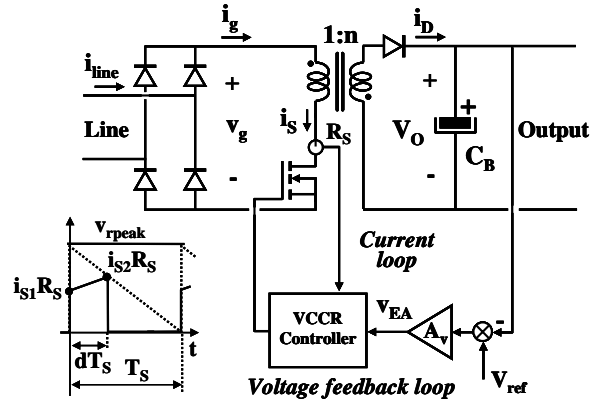 i_g
1:n
i_D
i_line
Line
+
v_g
-
i_S
R_S
+
V_O
-
+
C_B
Output
v_rpeak
i_S2R_S
i_S1R_S
t
dT_S
T_S
Current
loop
VCCR
Controller
v_EA
A_v
-
V_ref
Voltage feedback loop